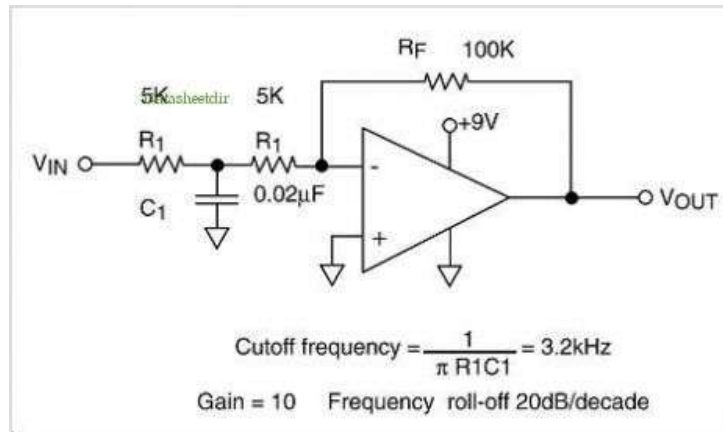 RF 100K
5K 5K
datasheetdir
R1 R1
+9V
VIN
-
C1
0.02µF
+
VOUT
Cutoff frequency = 1 / π R1C1 = 3.2kHz
Gain = 10 Frequency roll-off 20dB/decade